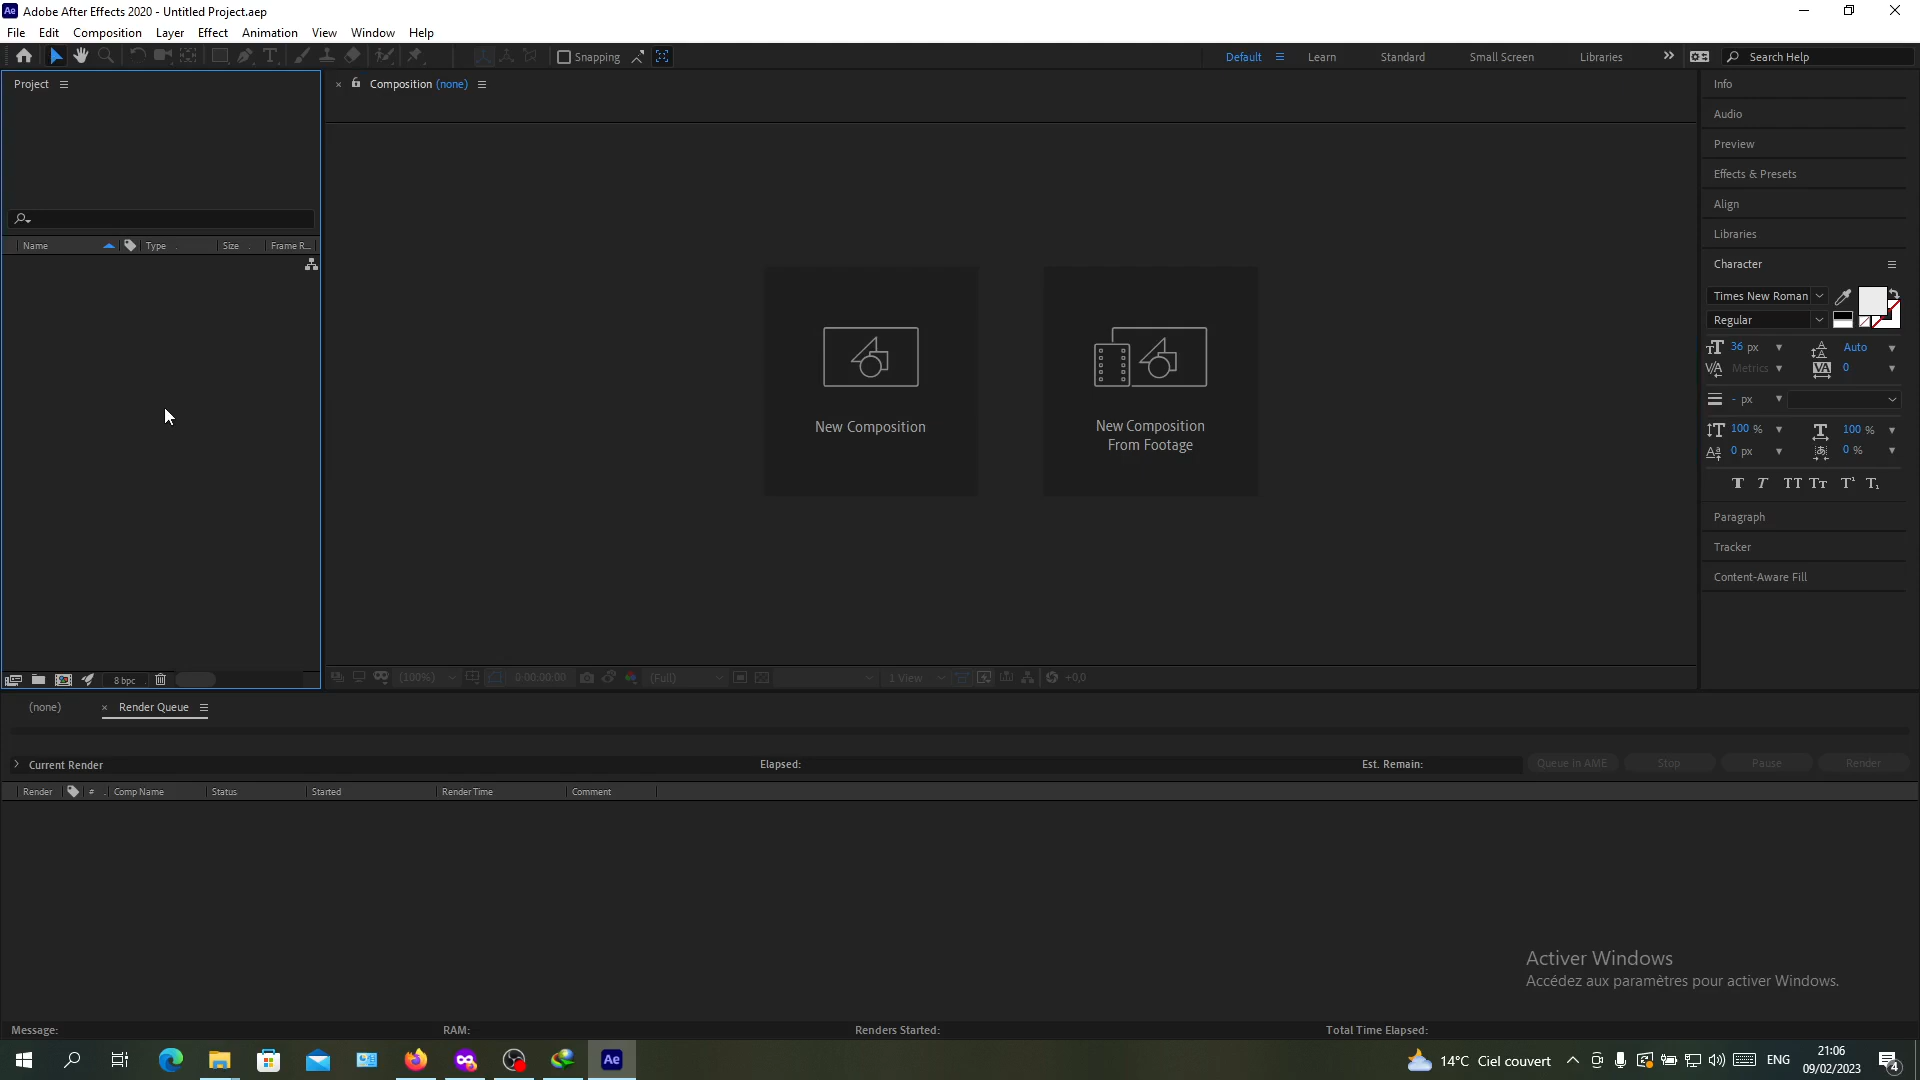 Adobe After Effects 2020 - Untitled Project.aep
File Edit Composition Layer Effect Animation View Window Help
Snapping
Default Learn Standard Small Screen Libraries
Search Help
Project
Composition (none)
Name Type Size Frame R...
New Composition
New Composition
From Footage
Info
Audio
Preview
Effects & Presets
Align
Libraries
Character
Times New Roman
Regular
36 px Auto
Metrics 0
- px
100 % 100 %
0 px 0 %
Paragraph
Tracker
Content-Aware Fill
8 bpc
(100%) 0:00:00:00 (Full) 1 View +0,0
(none) Render Queue
Current Render Elapsed: Est. Remain: Queue in AME Stop Pause Render
Render # Comp Name Status Started Render Time Comment
Activer Windows
Accédez aux paramètres pour activer Windows.
Message: RAM: Renders Started: Total Time Elapsed:
Ae
14°C Ciel couvert ENG
21:06
09/02/2023
4